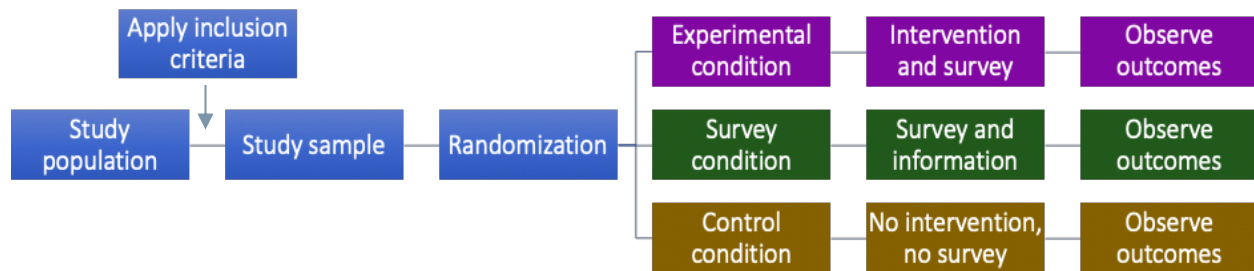 Apply inclusion
criteria
Study
population
Study sample
Randomization
Experimental
condition
Intervention
and survey
Observe
outcomes
Survey
condition
Survey and
information
Observe
outcomes
Control
condition
No intervention,
no survey
Observe
outcomes